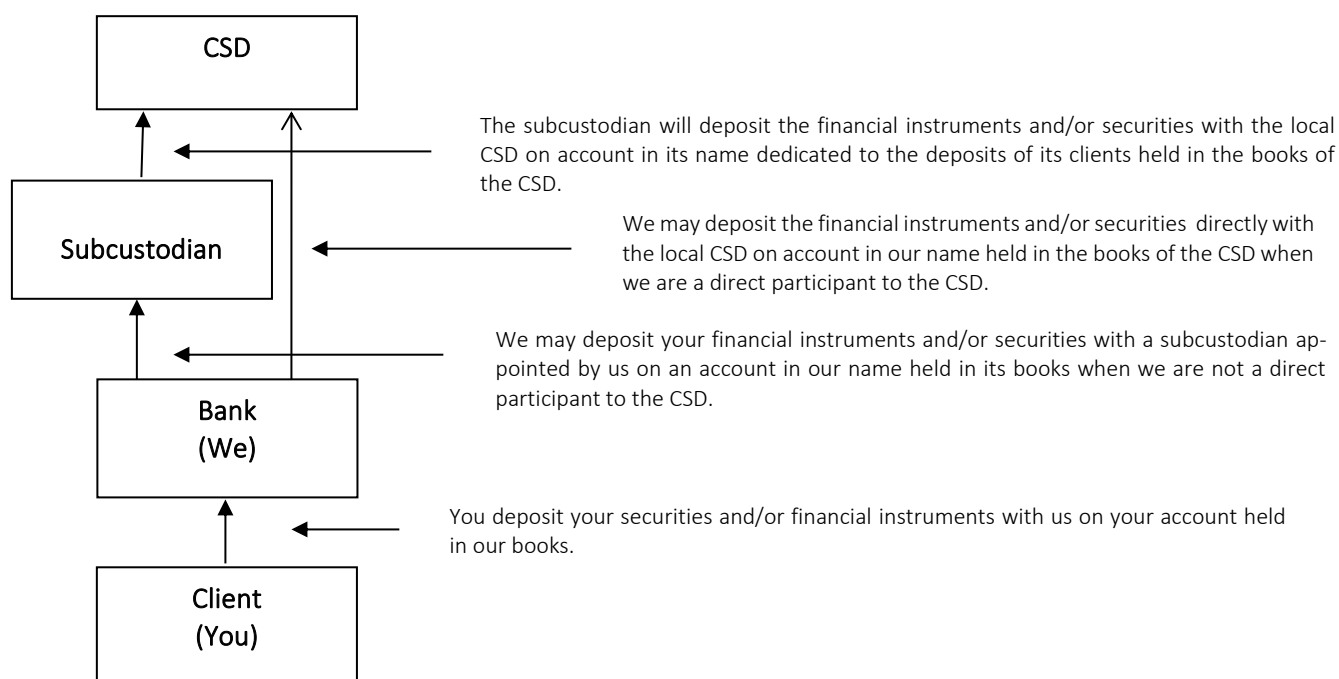 CSD
The subcustodian will deposit the financial instruments and/or securities with the local
CSD on account in its name dedicated to the deposits of its clients held in the books of
the CSD.
Subcustodian
We may deposit the financial instruments and/or securities directly with
the local CSD on account in our name held in the books of the CSD when
we are a direct participant to the CSD.
We may deposit your financial instruments and/or securities with a subcustodian ap-
pointed by us on an account in our name held in its books when we are not a direct
participant to the CSD.
Bank
(We)
You deposit your securities and/or financial instruments with us on your account held
in our books.
Client
(You)